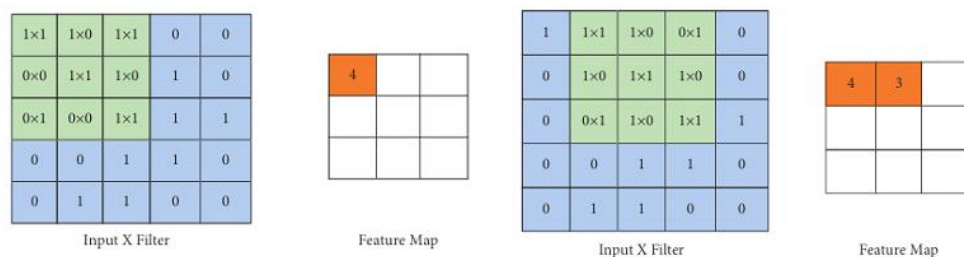 1×1 1×0 1×1 0 0
0×0 1×1 1×0 1 0
0×1 0×0 1×1 1 1
0 0 1 1 0
0 1 1 0 0
Input X Filter
4
Feature Map
1 1×1 1×0 0×1 0
0 1×0 1×1 1×0 0
0 0×1 1×0 1×1 1
0 0 1 1 0
0 1 1 0 0
Input X Filter
4 3
Feature Map